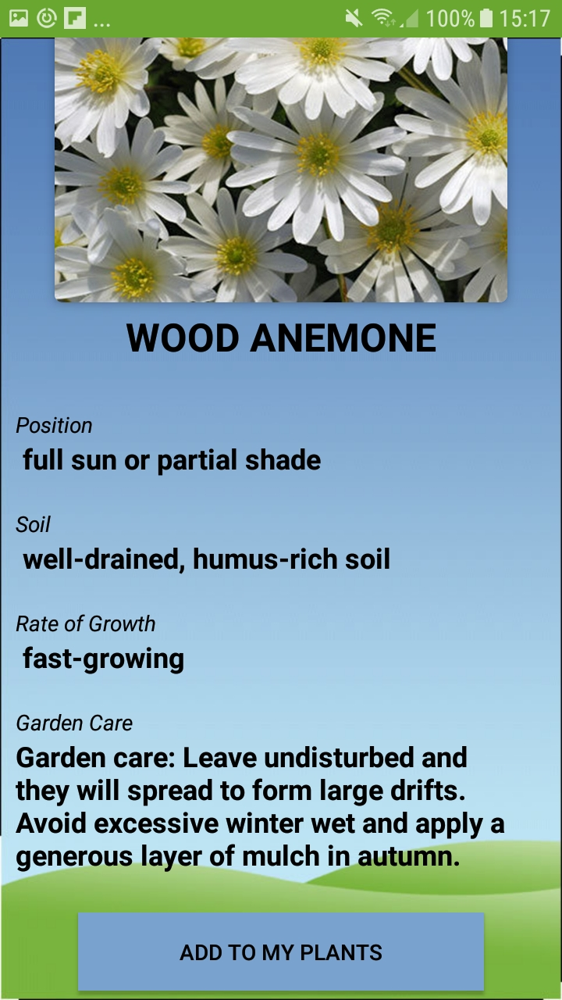 ... 100% 15:17
WOOD ANEMONE
Position
full sun or partial shade
Soil
well-drained, humus-rich soil
Rate of Growth
fast-growing
Garden Care
Garden care: Leave undisturbed and
they will spread to form large drifts.
Avoid excessive winter wet and apply a
generous layer of mulch in autumn.
ADD TO MY PLANTS